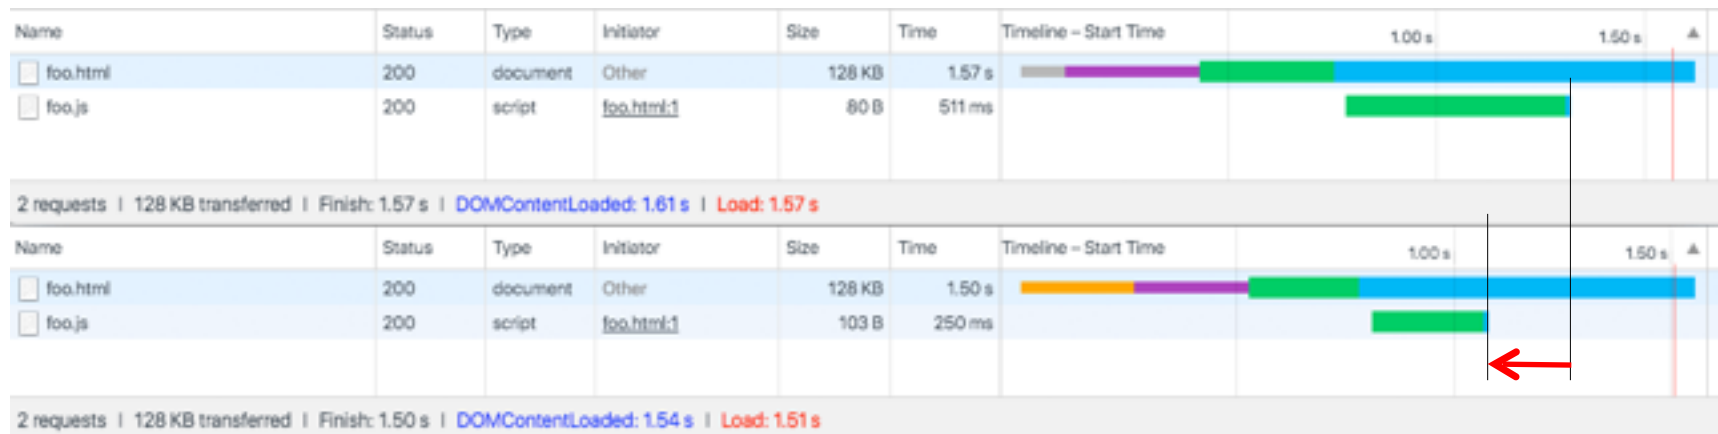 Name Status Type Initiator Size Time Timeline – Start Time 1.00 s 1.50 s
foo.html 200 document Other 128 KB 1.57 s
foo.js 200 script foo.html:1 80 B 511 ms
2 requests | 128 KB transferred | Finish: 1.57 s | DOMContentLoaded: 1.61 s | Load: 1.57 s
Name Status Type Initiator Size Time Timeline – Start Time 1.00 s 1.50 s
foo.html 200 document Other 128 KB 1.50 s
foo.js 200 script foo.html:1 103 B 250 ms
2 requests | 128 KB transferred | Finish: 1.50 s | DOMContentLoaded: 1.54 s | Load: 1.51 s